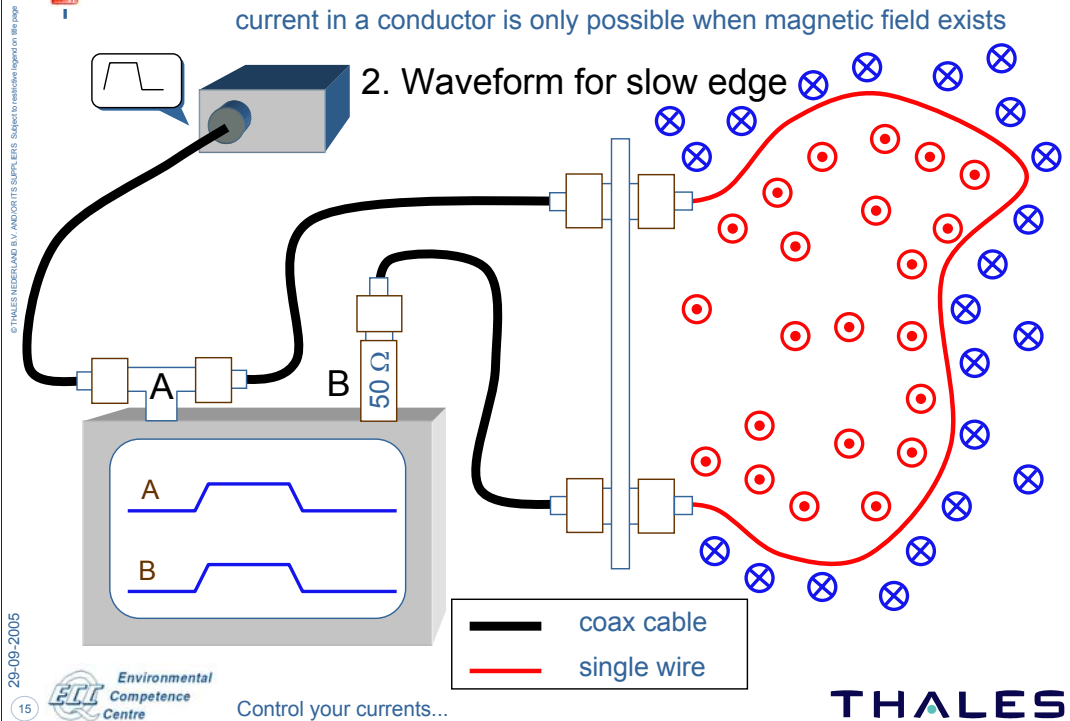 current in a conductor is only possible when magnetic field exists
2. Waveform for slow edge
© THALES NEDERLAND B.V. AND/OR ITS SUPPLIERS Subject to restrictive legend on title page
A
B
50 Ω
A
B
coax cable
single wire
29-09-2005
15
ECC
Environmental
Competence
Centre
Control your currents...
THALES